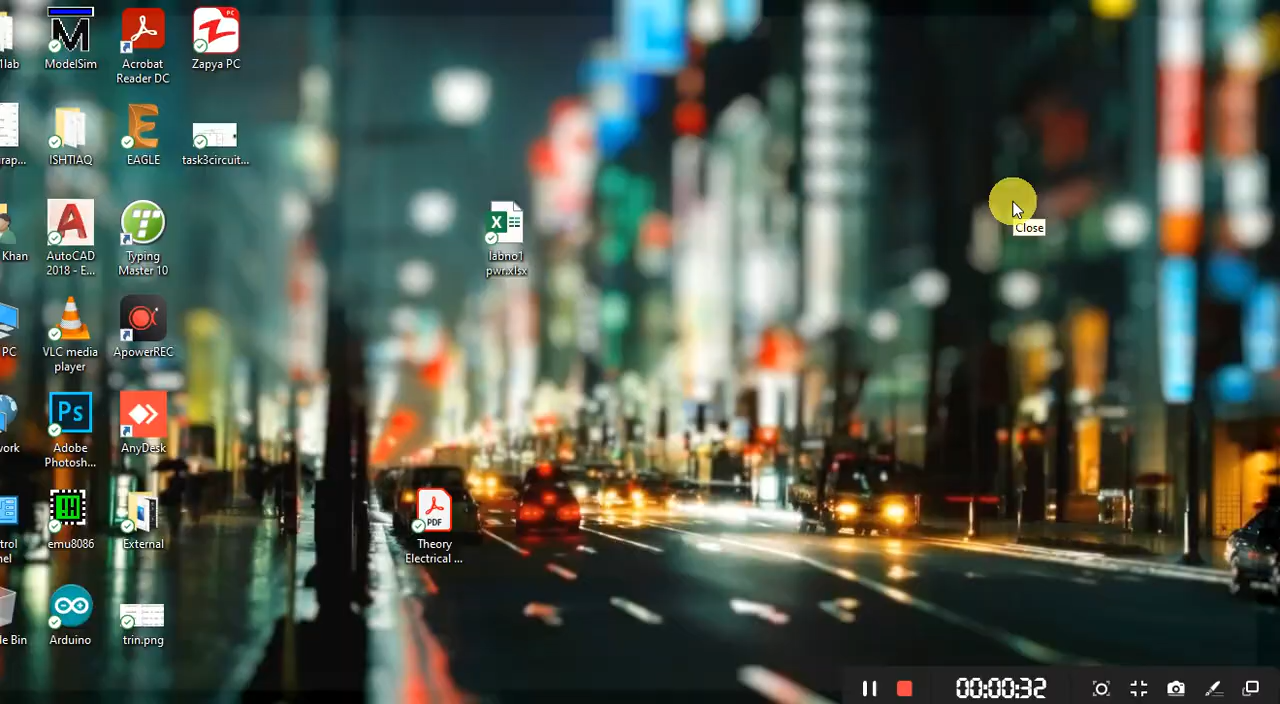 1lab
ModelSim
Acrobat
Reader DC
Zapya PC
PC
rap...
ISHTIAQ
EAGLE
task3circuit...
Khan
AutoCAD
2018 - E...
Typing
Master 10
labno1
pwr.xlsx
Close
PC
VLC media
player
ApowerREC
work
Ps
Adobe
Photosh...
AnyDesk
trol
nel
emu8086
External
PDF
Theory
Electrical ...
le Bin
Arduino
trin.png
00:00:32